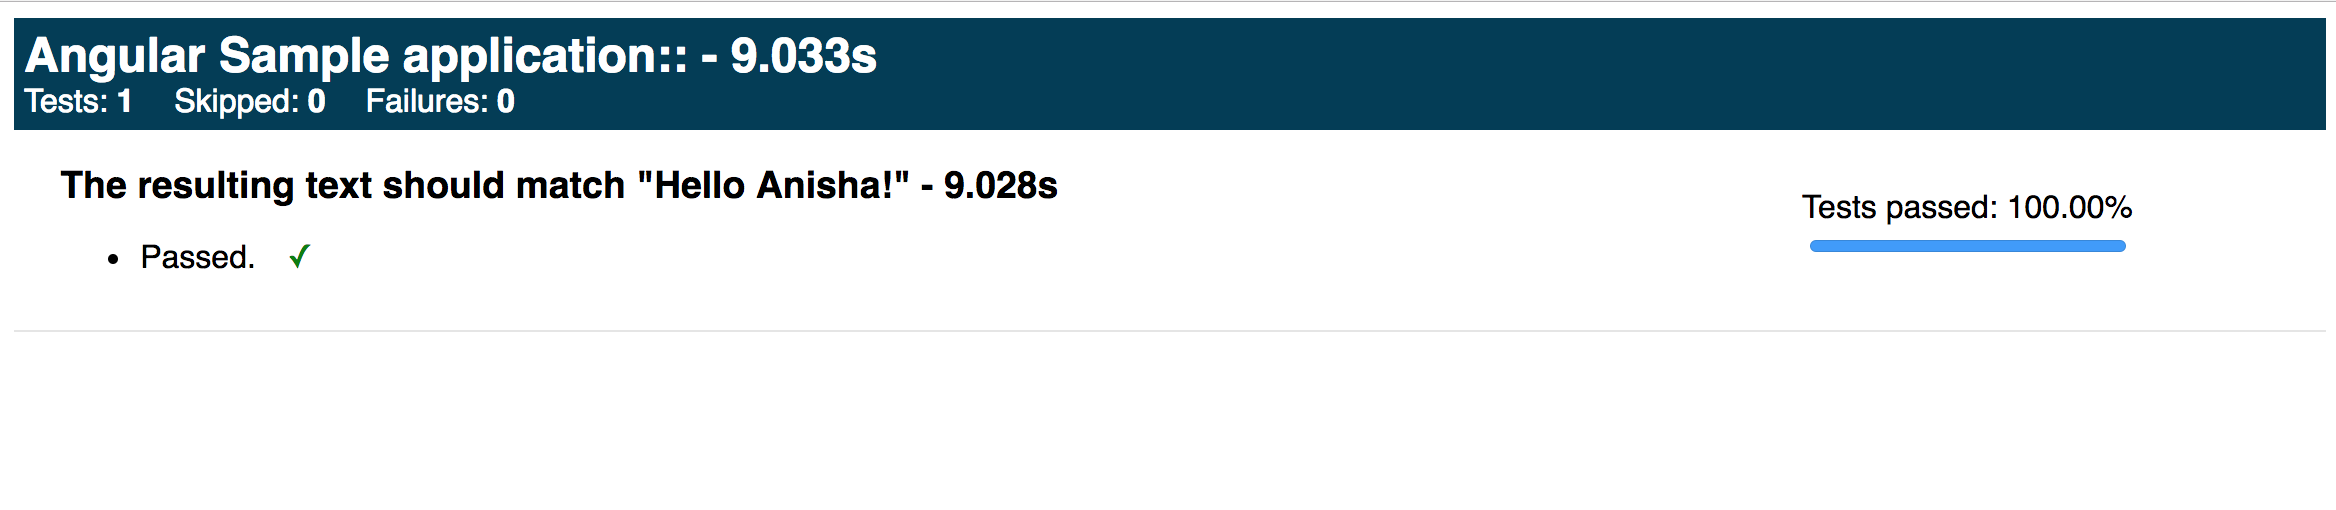 Angular Sample application:: - 9.033s
Tests: 1 Skipped: 0 Failures: 0
The resulting text should match "Hello Anisha!" - 9.028s
Tests passed: 100.00%
• Passed. ✓